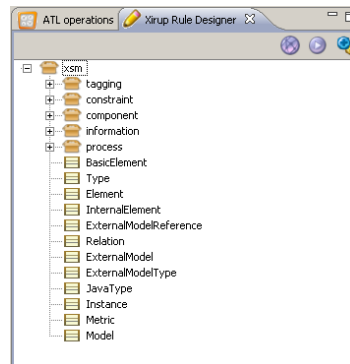 ATL operations Xirup Rule Designer
xsm
tagging
constraint
component
information
process
BasicElement
Type
Element
InternalElement
ExternalModelReference
Relation
ExternalModel
ExternalModelType
JavaType
Instance
Metric
Model